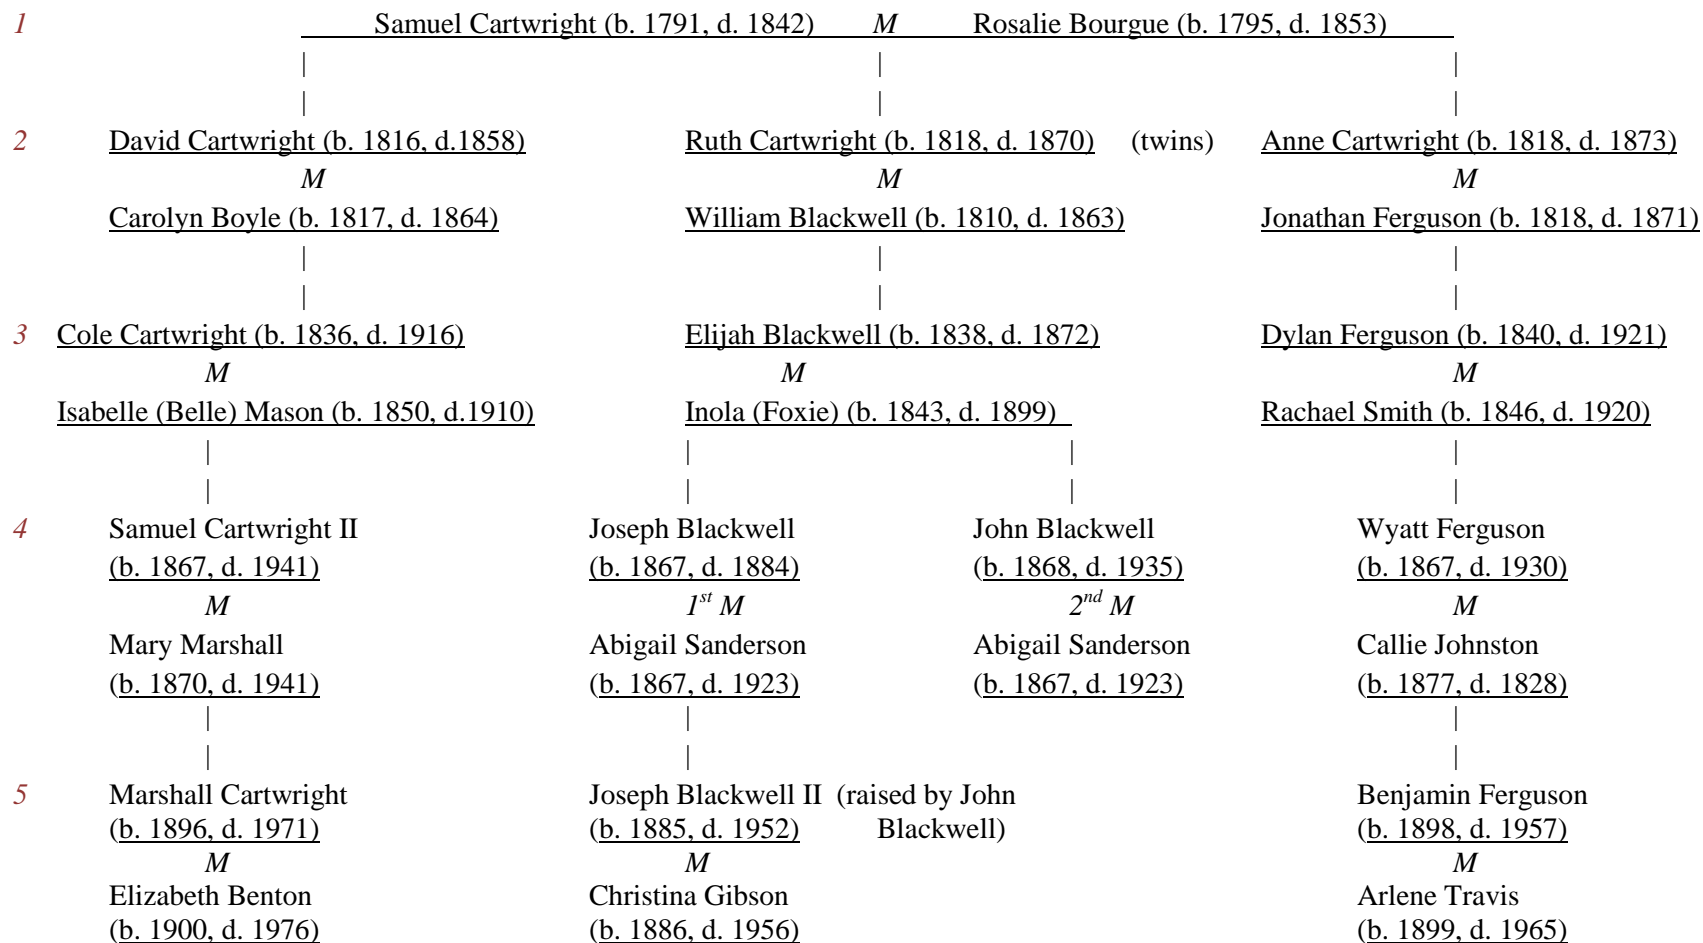 1 Samuel Cartwright (b. 1791, d. 1842) M Rosalie Bourgue (b. 1795, d. 1853)
2 David Cartwright (b. 1816, d.1858) Ruth Cartwright (b. 1818, d. 1870) (twins) Anne Cartwright (b. 1818, d. 1873)
M M M
Carolyn Boyle (b. 1817, d. 1864) William Blackwell (b. 1810, d. 1863) Jonathan Ferguson (b. 1818, d. 1871)
3 Cole Cartwright (b. 1836, d. 1916) Elijah Blackwell (b. 1838, d. 1872) Dylan Ferguson (b. 1840, d. 1921)
M M M
Isabelle (Belle) Mason (b. 1850, d.1910) Inola (Foxie) (b. 1843, d. 1899) Rachael Smith (b. 1846, d. 1920)
4 Samuel Cartwright II Joseph Blackwell John Blackwell Wyatt Ferguson
(b. 1867, d. 1941) (b. 1867, d. 1884) (b. 1868, d. 1935) (b. 1867, d. 1930)
M 1st M 2nd M M
Mary Marshall Abigail Sanderson Abigail Sanderson Callie Johnston
(b. 1870, d. 1941) (b. 1867, d. 1923) (b. 1867, d. 1923) (b. 1877, d. 1828)
5 Marshall Cartwright Joseph Blackwell II (raised by John Benjamin Ferguson
(b. 1896, d. 1971) (b. 1885, d. 1952) Blackwell) (b. 1898, d. 1957)
M M M
Elizabeth Benton Christina Gibson Arlene Travis
(b. 1900, d. 1976) (b. 1886, d. 1956) (b. 1899, d. 1965)